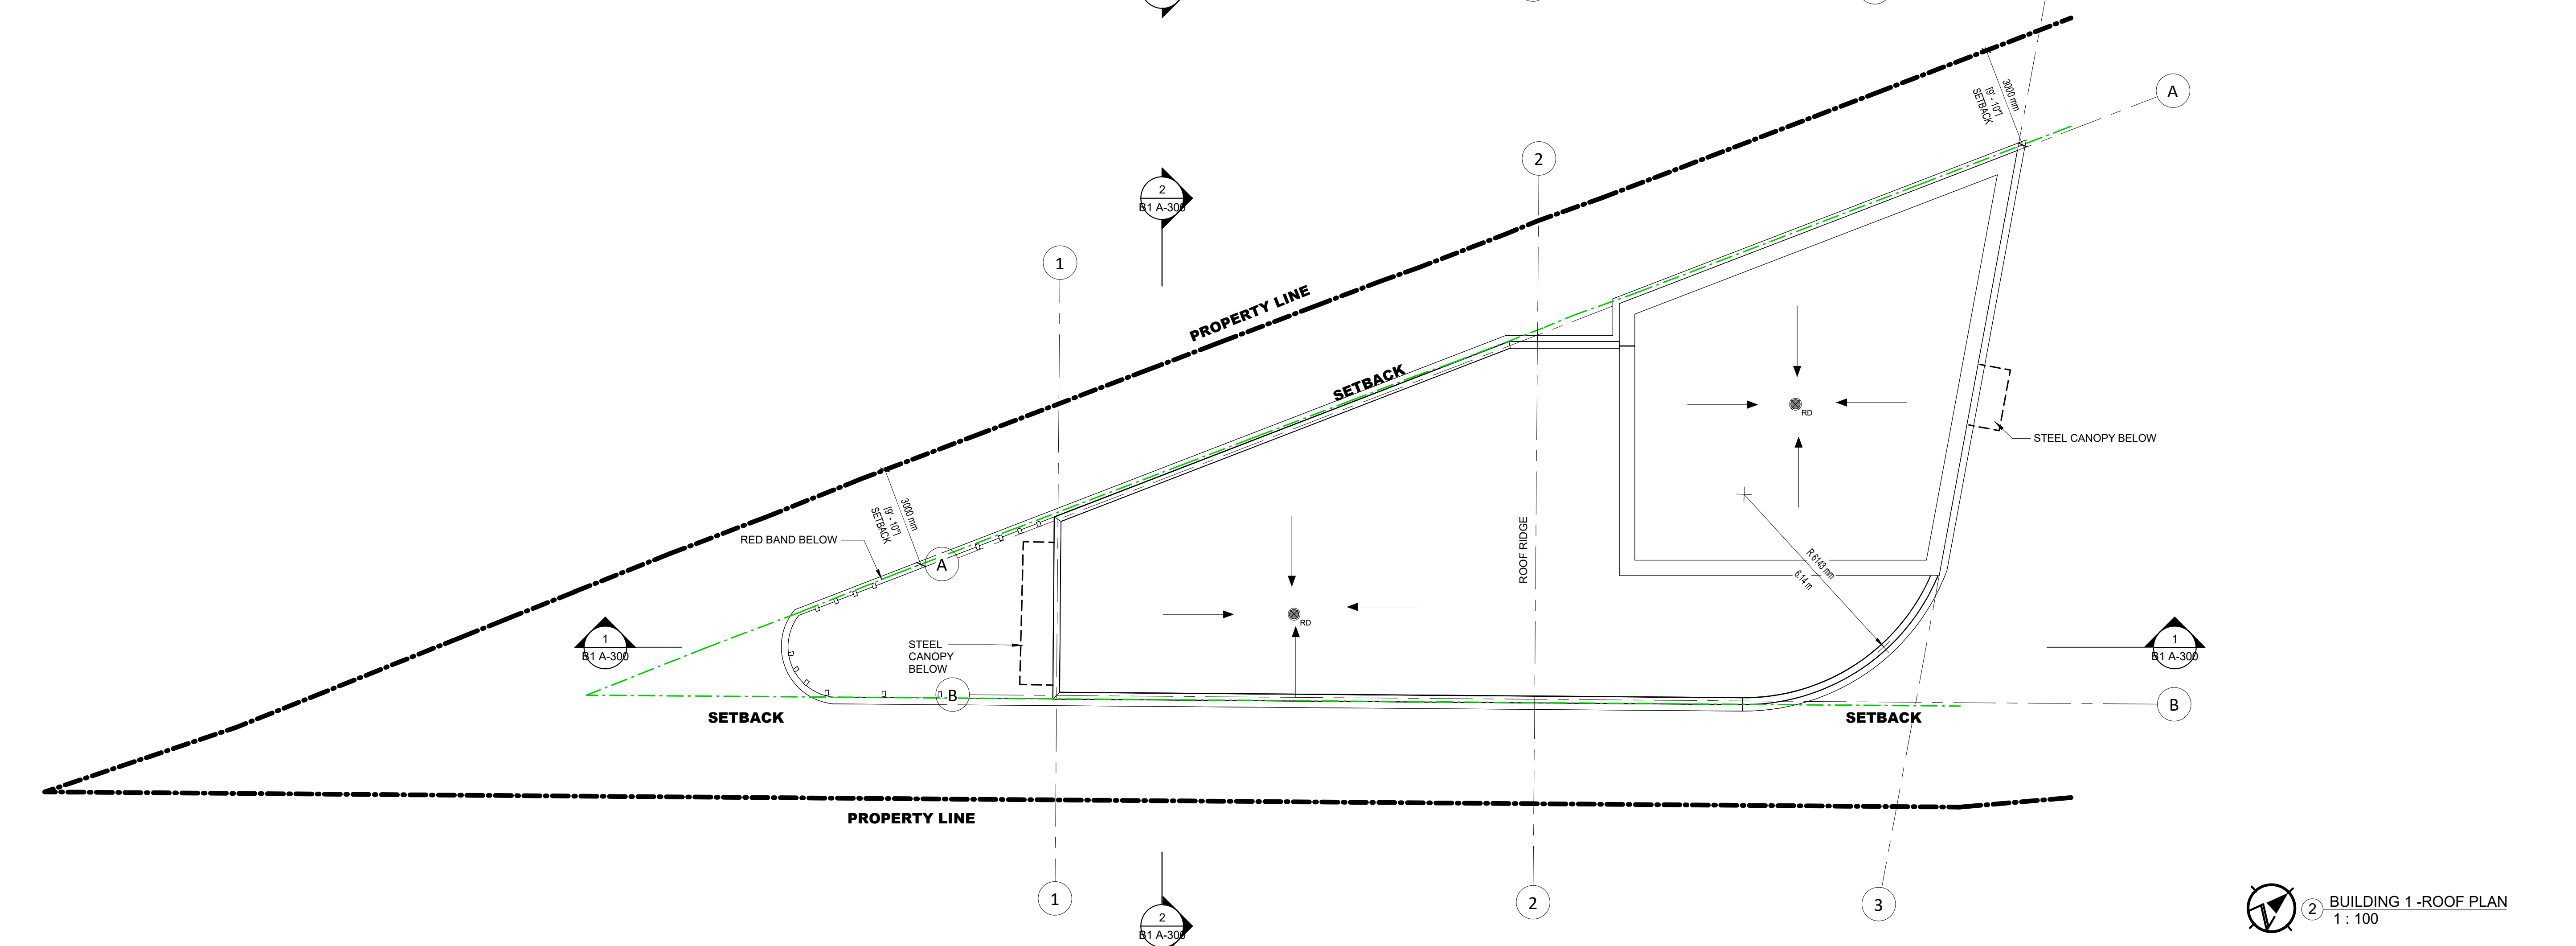 3000 mm
[9' - 10"]
SETBACK
A
2
2
B1 A-300
1
PROPERTY LINE
SETBACK
RD
STEEL CANOPY BELOW
3000 mm
[9' - 10"]
SETBACK
RED BAND BELOW
A
ROOF RIDGE
R 6143 mm
6.14 m
RD
1
B1 A-300
STEEL
CANOPY
BELOW
1
B1 A-300
B
B
SETBACK
SETBACK
PROPERTY LINE
1
2
3
2
B1 A-300
2
BUILDING 1 -ROOF PLAN
1 : 100